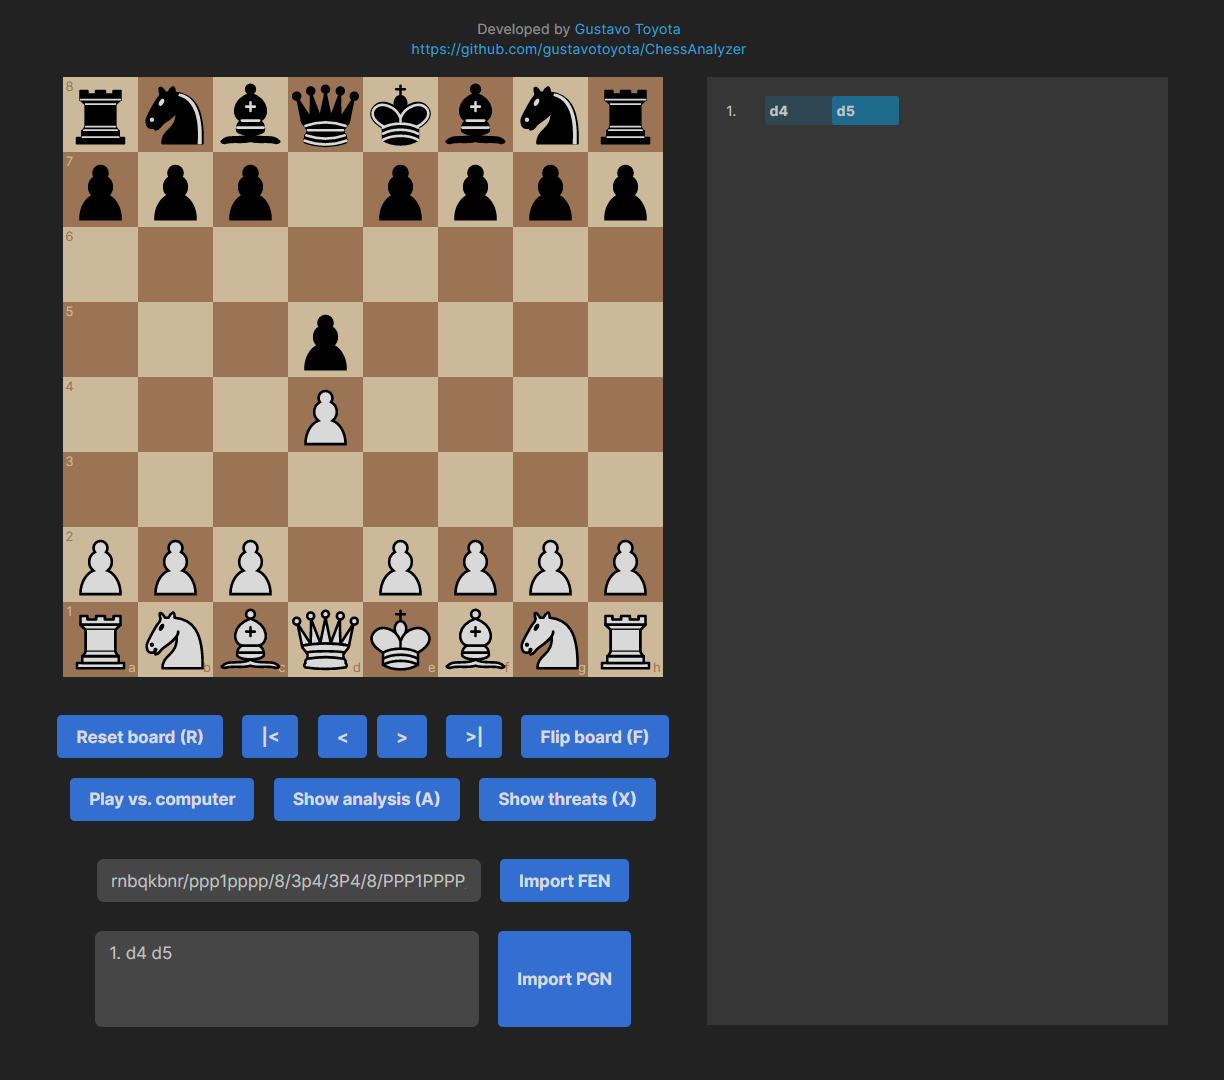 Developed by Gustavo Toyota
https://github.com/gustavotoyota/ChessAnalyzer
8
7
6
5
4
3
2
1
a b c d e f g h
1. d4 d5
Reset board (R) |< < > >| Flip board (F)
Play vs. computer Show analysis (A) Show threats (X)
rnbqkbnr/ppp1pppp/8/3p4/3P4/8/PPP1PPPP Import FEN
1. d4 d5
Import PGN